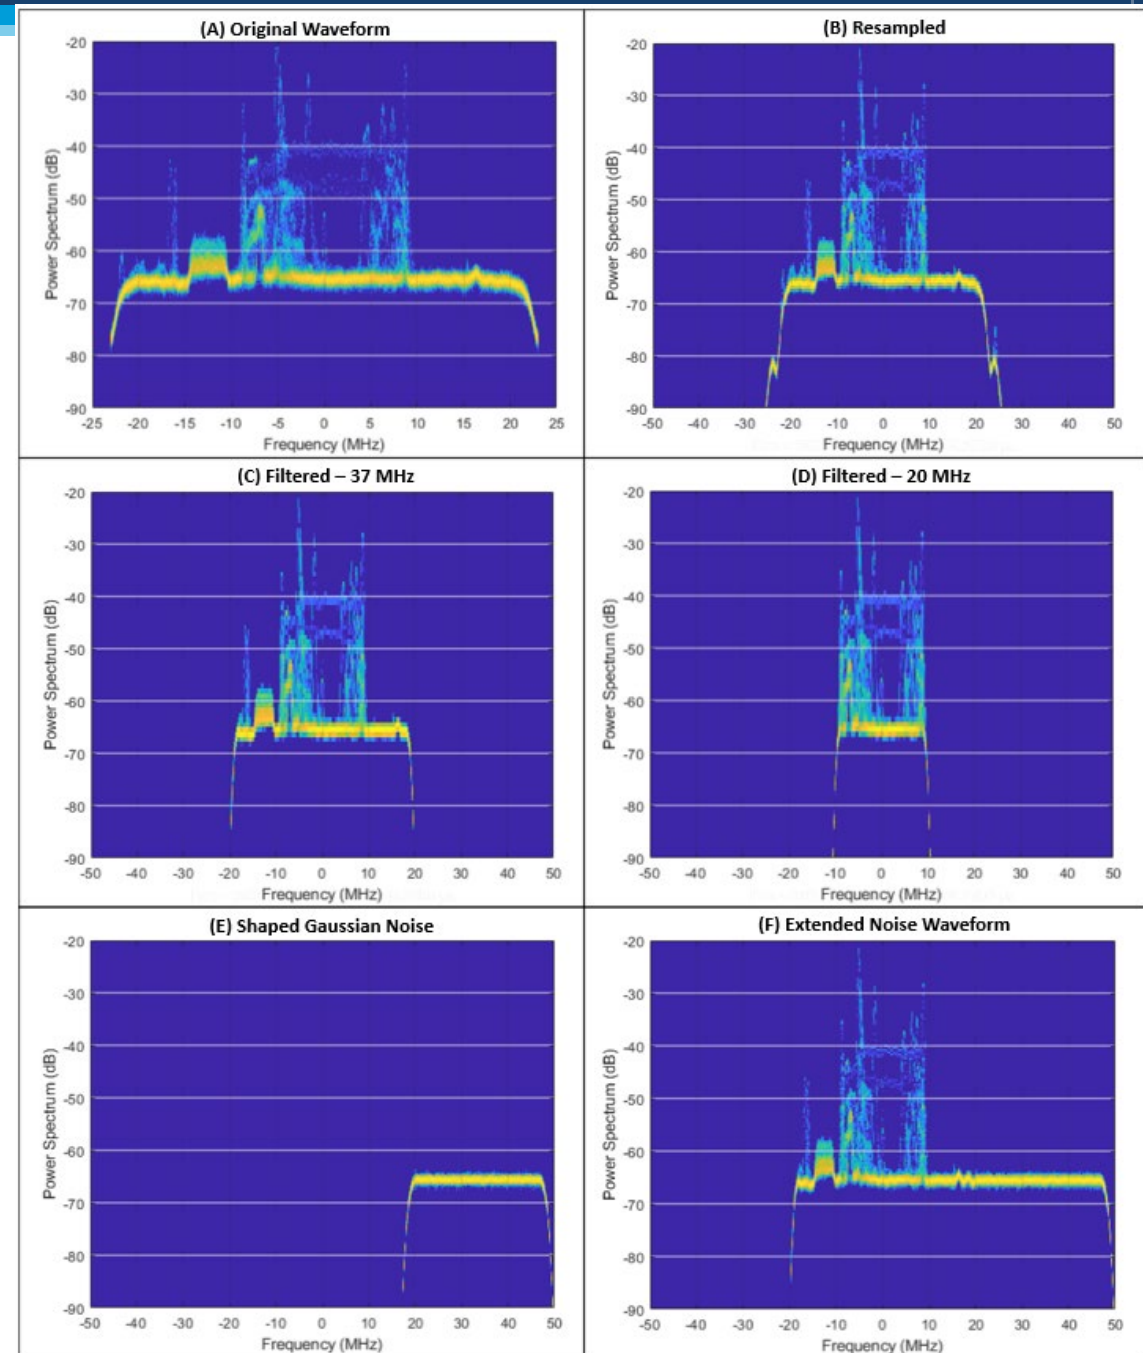 (A) Original Waveform
Power Spectrum (dB)
-20
-30
-40
-50
-60
-70
-80
-90
-25 -20 -15 -10 -5 0 5 10 15 20 25
Frequency (MHz)
(B) Resampled
Power Spectrum (dB)
-20
-30
-40
-50
-60
-70
-80
-90
-50 -40 -30 -20 -10 0 10 20 30 40 50
Frequency (MHz)
(C) Filtered – 37 MHz
Power Spectrum (dB)
-20
-30
-40
-50
-60
-70
-80
-90
-50 -40 -30 -20 -10 0 10 20 30 40 50
Frequency (MHz)
(D) Filtered – 20 MHz
Power Spectrum (dB)
-20
-30
-40
-50
-60
-70
-80
-90
-50 -40 -30 -20 -10 0 10 20 30 40 50
Frequency (MHz)
(E) Shaped Gaussian Noise
Power Spectrum (dB)
-20
-30
-40
-50
-60
-70
-80
-90
-50 -40 -30 -20 -10 0 10 20 30 40 50
Frequency (MHz)
(F) Extended Noise Waveform
Power Spectrum (dB)
-20
-30
-40
-50
-60
-70
-80
-90
-50 -40 -30 -20 -10 0 10 20 30 40 50
Frequency (MHz)